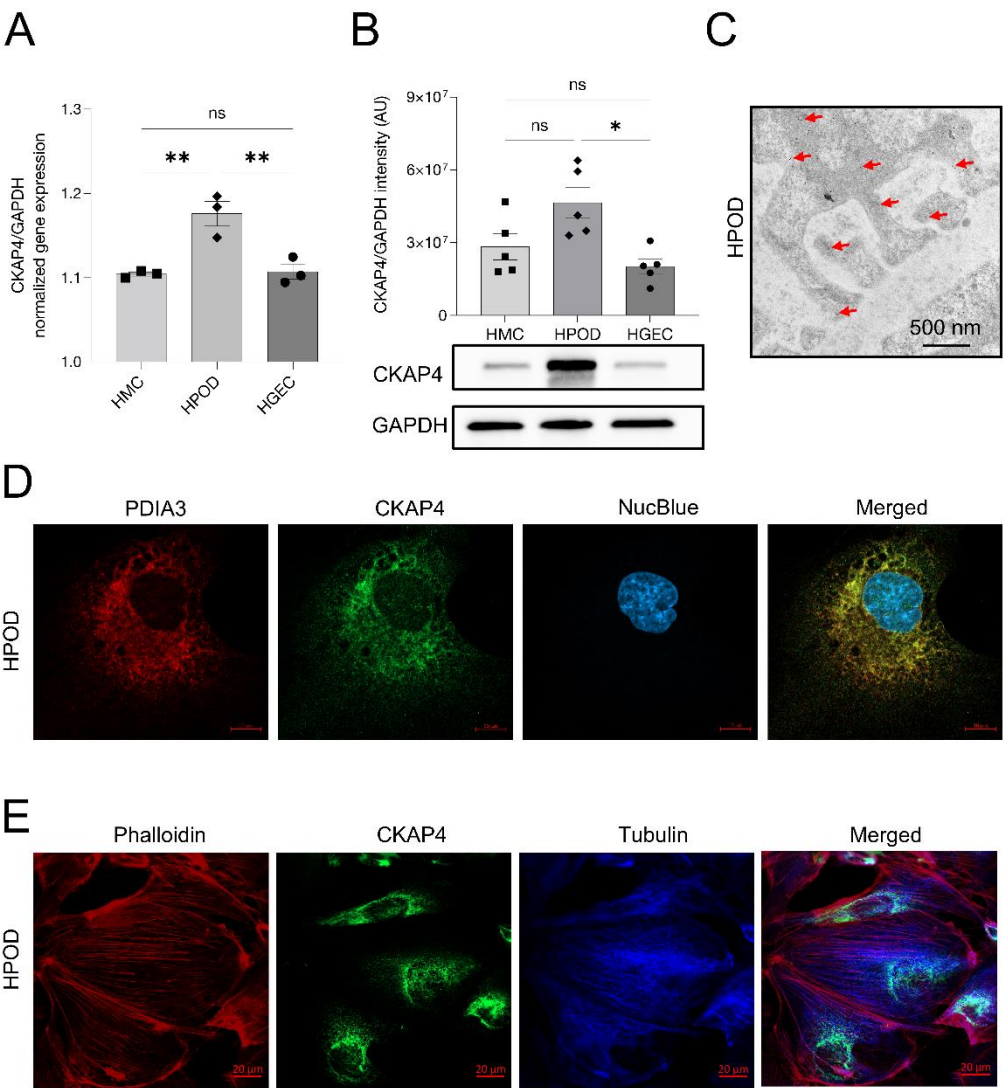 A
1.3
1.2
1.1
1.0
CKAP4/GAPDH
normalized gene expression
ns
**
**
HMC
HPOD
HGEC
B
9×10⁷
6×10⁷
3×10⁷
0
CKAP4/GAPDH intensity (AU)
ns
ns
*
HMC
HPOD
HGEC
CKAP4
GAPDH
C
HPOD
500 nm
D
PDIA3
CKAP4
NucBlue
Merged
HPOD
E
Phalloidin
CKAP4
Tubulin
Merged
HPOD
20 µm
20 µm
20 µm
20 µm